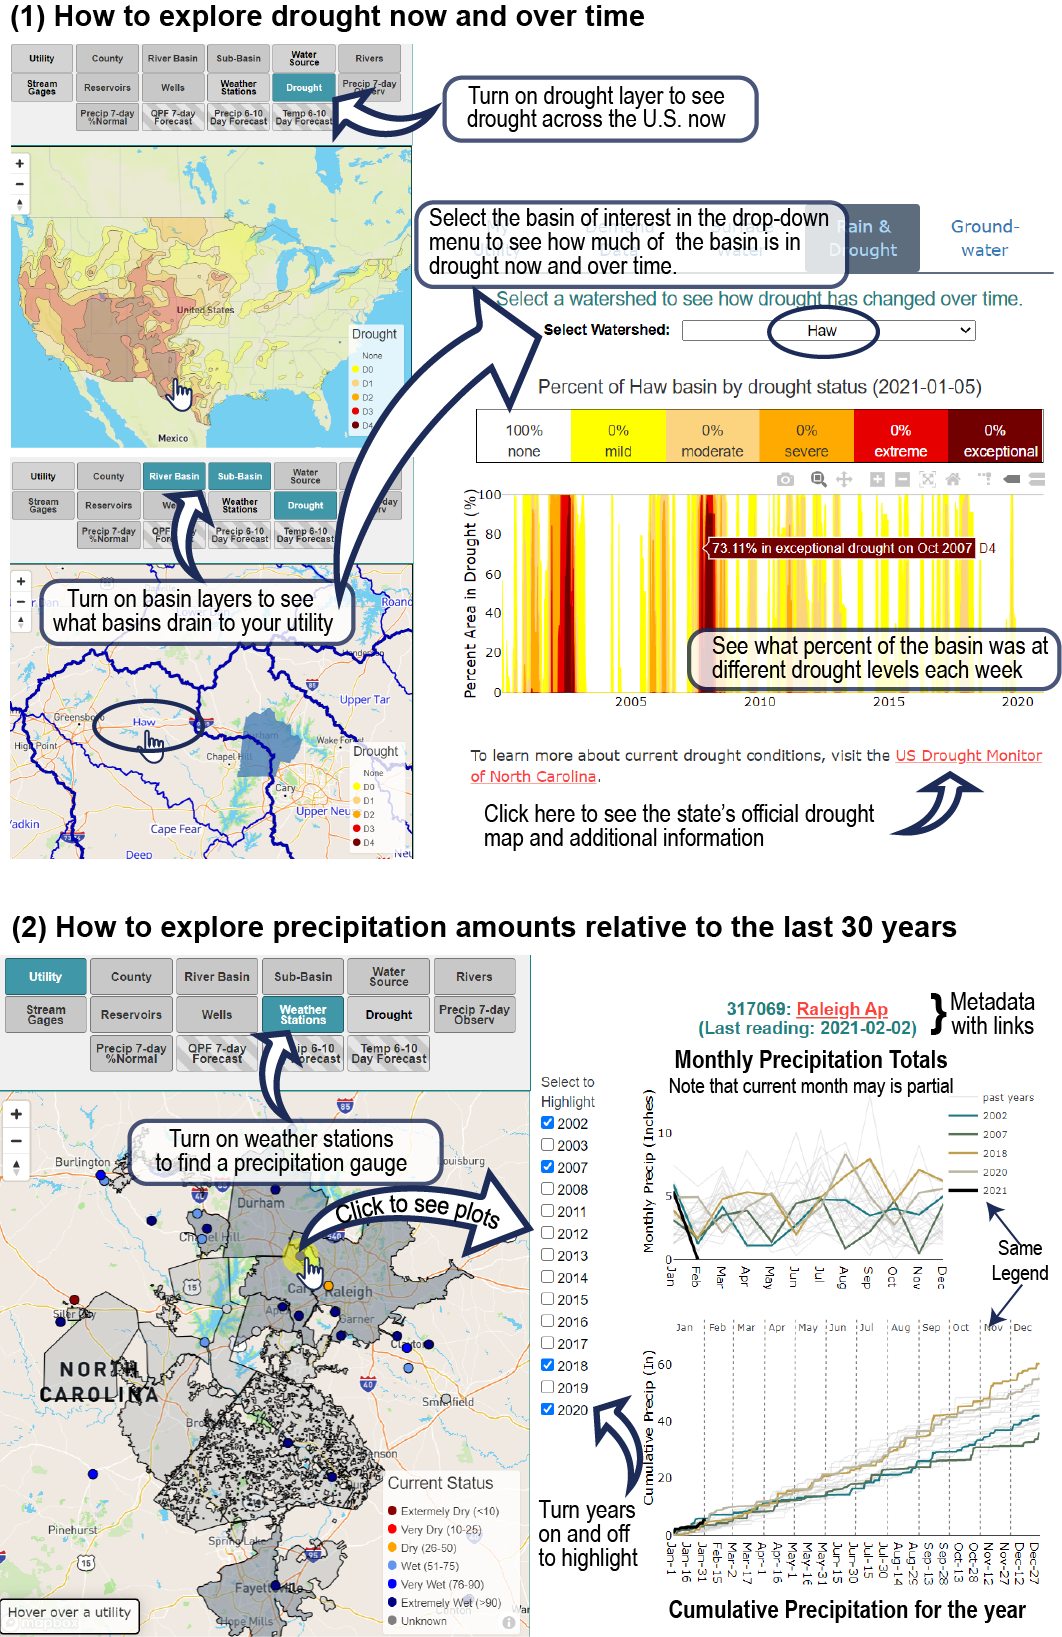 (1) How to explore drought now and over time
Utility
County
River Basin
Sub-Basin
Water
Source
Rivers
Stream
Gages
Reservoirs
Wells
Weather
Stations
Drought
Precip 7-day
Observ
Precip 7-day
%Normal
QPF 7-day
Forecast
Precip 6-10
Day Forecast
Temp 6-10
Day Forecast
Turn on drought layer to see
drought across the U.S. now
United States
Mexico
Drought
None
D0
D1
D2
D3
D4
Select the basin of interest in the drop-down
menu to see how much of the basin is in
drought now and over time.
Rain &
Drought
Ground-
water
Select a watershed to see how drought has changed over time.
Select Watershed:
Haw
Percent of Haw basin by drought status (2021-01-05)
100%
none
0%
mild
0%
moderate
0%
severe
0%
extreme
0%
exceptional
Percent Area in Drought (%)
100
80
60
40
20
0
73.11% in exceptional drought on Oct 2007
D4
See what percent of the basin was at
different drought levels each week
2005
2010
2015
2020
To learn more about current drought conditions, visit the US Drought Monitor
of North Carolina.
Click here to see the state's official drought
map and additional information
Utility
County
River Basin
Sub-Basin
Water
Source
Stream
Gages
Reservoirs
Weather
Stations
Drought
Precip 7-day
%Normal
Precip 6-10
Day Forecast
Temp 6-10
Day Forecast
Turn on basin layers to see
what basins drain to your utility
Roano
Henderson
85
Upper Tar
Greensboro
Haw
High Point
Durham
Wake Forest
Chapel Hill
Cary
Upper Neu
Yadkin
Cape Fear
Deep
Neu
Drought
None
D0
D1
D2
D3
D4
(2) How to explore precipitation amounts relative to the last 30 years
Utility
County
River Basin
Sub-Basin
Water
Source
Rivers
Stream
Gages
Reservoirs
Wells
Weather
Stations
Drought
Precip 7-day
Observ
Precip 7-day
%Normal
QPF 7-day
Forecast
cip 6-10
recast
Temp 6-10
Day Forecast
Turn on weather stations
to find a precipitation gauge
Click to see plots
85
Burlington
Louisburg
40
Durham
Chapel Hill
540
15
Cary
Raleigh
Apex
Garner
Siler City
Clayton
NORTH
CAROLINA
40
Smithfield
Benson
Dunn
Pinehurst
15
Spring Lake
95
Fayetteville
Hope Mills
Clinton
Current Status
Extermely Dry (<10)
Very Dry (10-25)
Dry (26-50)
Wet (51-75)
Very Wet (76-90)
Extremely Wet (>90)
Unknown
Hover over a utility
mapbox
317069: Raleigh Ap
(Last reading: 2021-02-02)
Metadata
with links
Monthly Precipitation Totals
Note that current month may is partial
Select to
Highlight
2002
2003
2007
2008
2011
2012
2013
2014
2015
2016
2017
2018
2019
2020
Turn years
on and off
to highlight
Monthly Precip (Inches)
10
5
0
Jan
Feb
Mar
Apr
May
Jun
Jul
Aug
Sep
Oct
Nov
Dec
past years
2002
2007
2018
2020
2021
Same
Legend
Jan
Feb
Mar
Apr
May
Jun
Jul
Aug
Sep
Oct
Nov
Dec
Cumulative Precip (In)
60
40
20
0
Jan-1
Jan-16
Jan-31
Feb-15
Mar-2
Mar-17
Apr-1
Apr-16
May-1
May-16
May-31
Jun-15
Jun-30
Jul-15
Jul-30
Aug-14
Aug-29
Sep-13
Sep-28
Oct-13
Oct-28
Nov-12
Nov-27
Dec-12
Dec-27
Cumulative Precipitation for the year